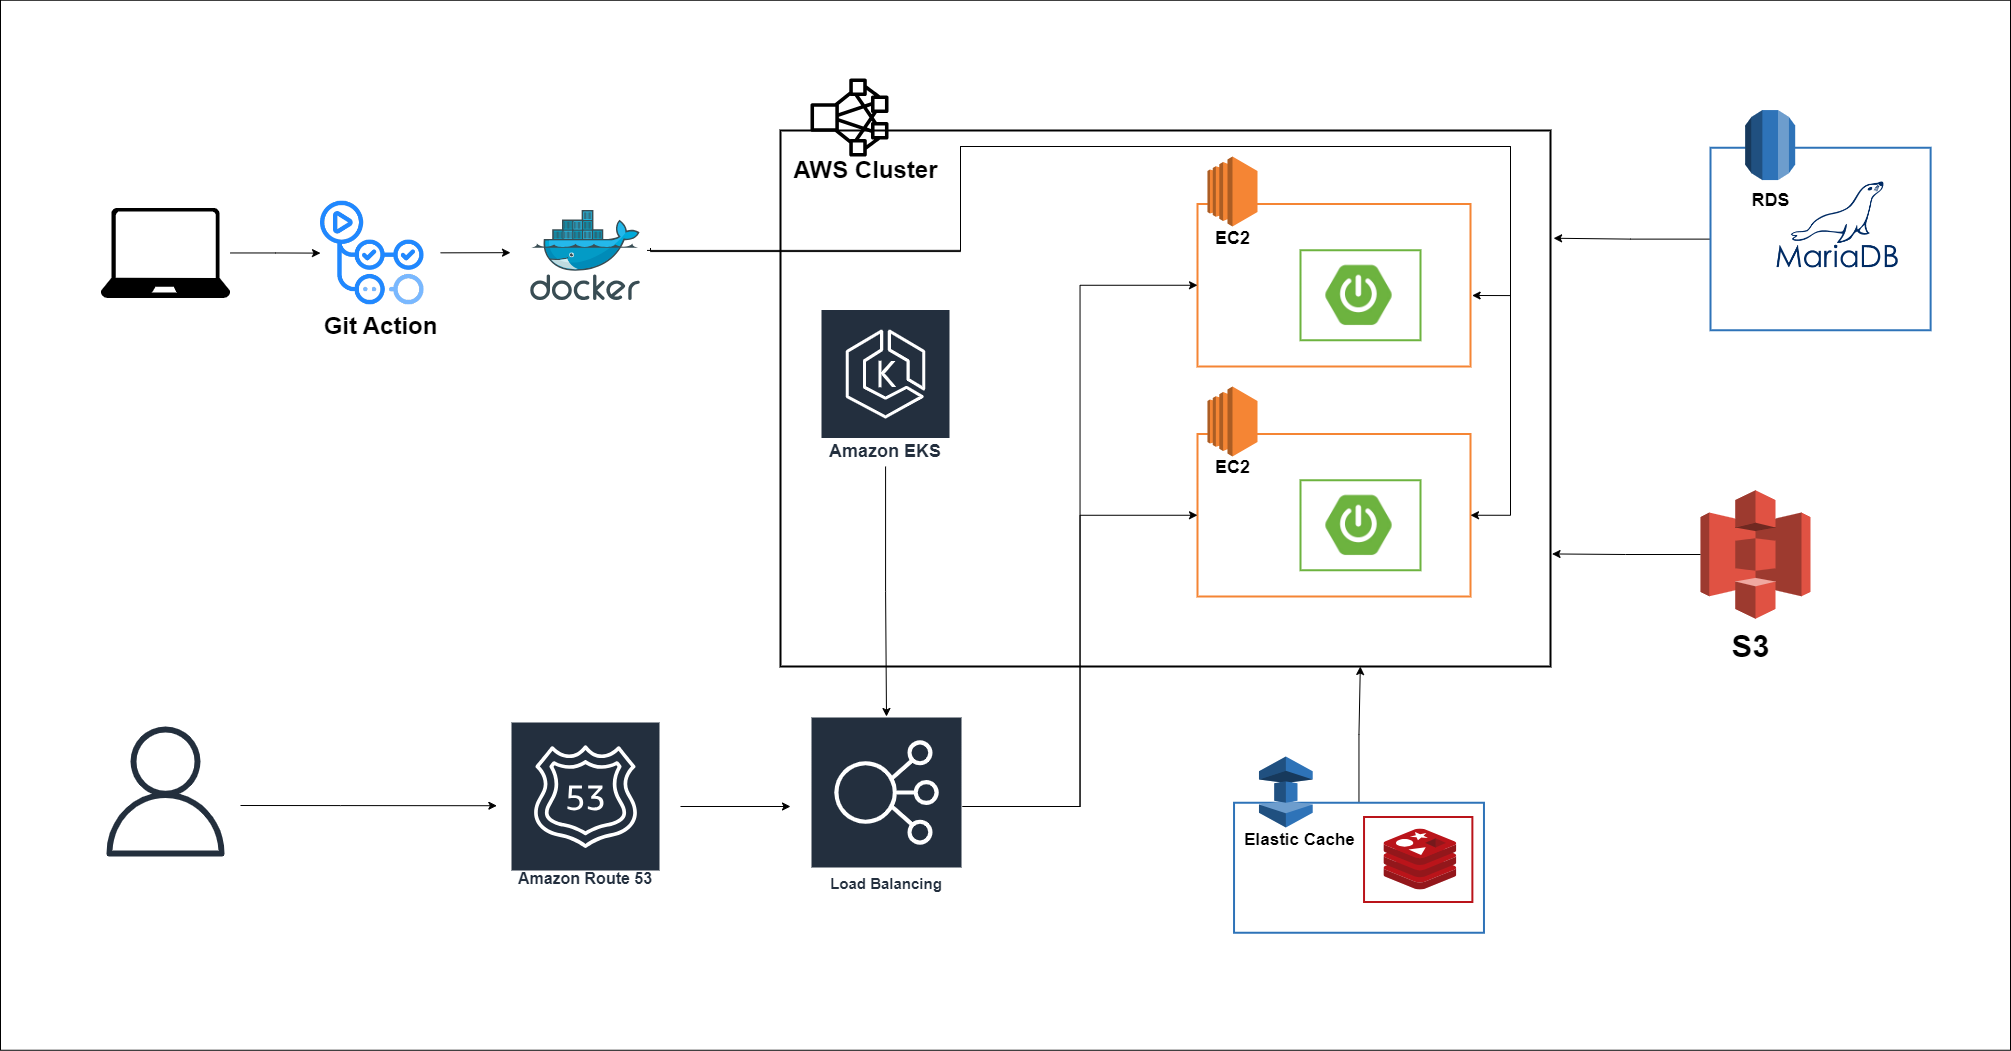 AWS Cluster
RDS
MariaDB
EC2
docker
Git Action
K
Amazon EKS
EC2
S3
53
Amazon Route 53
Load Balancing
Elastic Cache